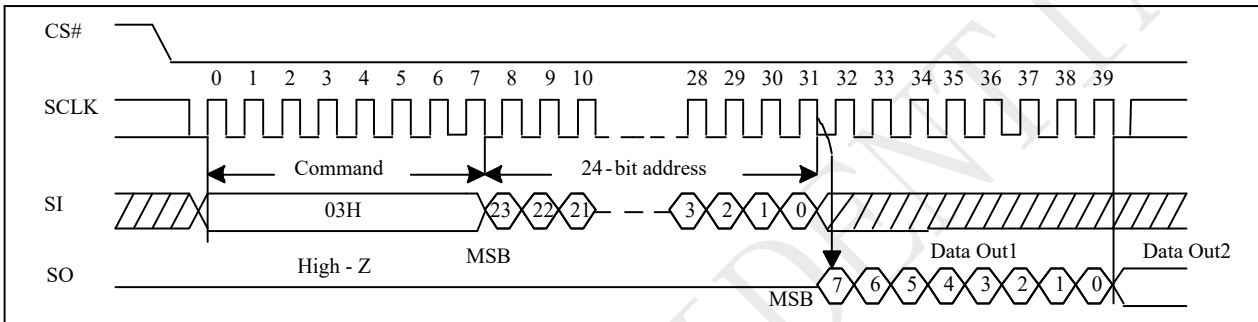 CS#
0 1 2 3 4 5 6 7 8 9 10 28 29 30 31 32 33 34 35 36 37 38 39
SCLK
Command 24-bit address
SI 03H 23 22 21 3 2 1 0
MSB Data Out1 Data Out2
High - Z
SO 7 6 5 4 3 2 1 0
MSB